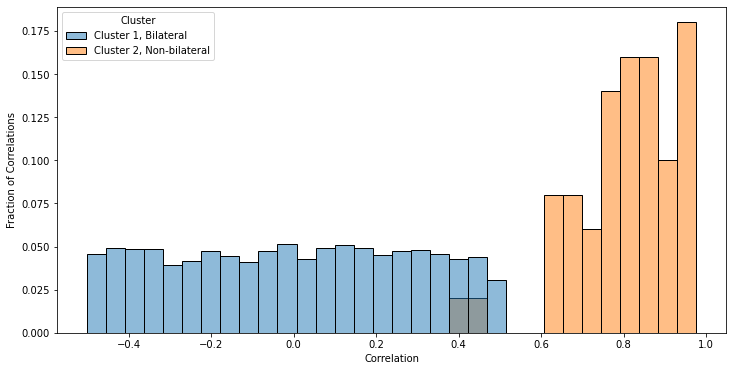 Cluster
Cluster 1, Bilateral
Cluster 2, Non-bilateral
Fraction of Correlations
0.175
0.150
0.125
0.100
0.075
0.050
0.025
0.000
−0.4 −0.2 0.0 0.2 0.4 0.6 0.8 1.0
Correlation